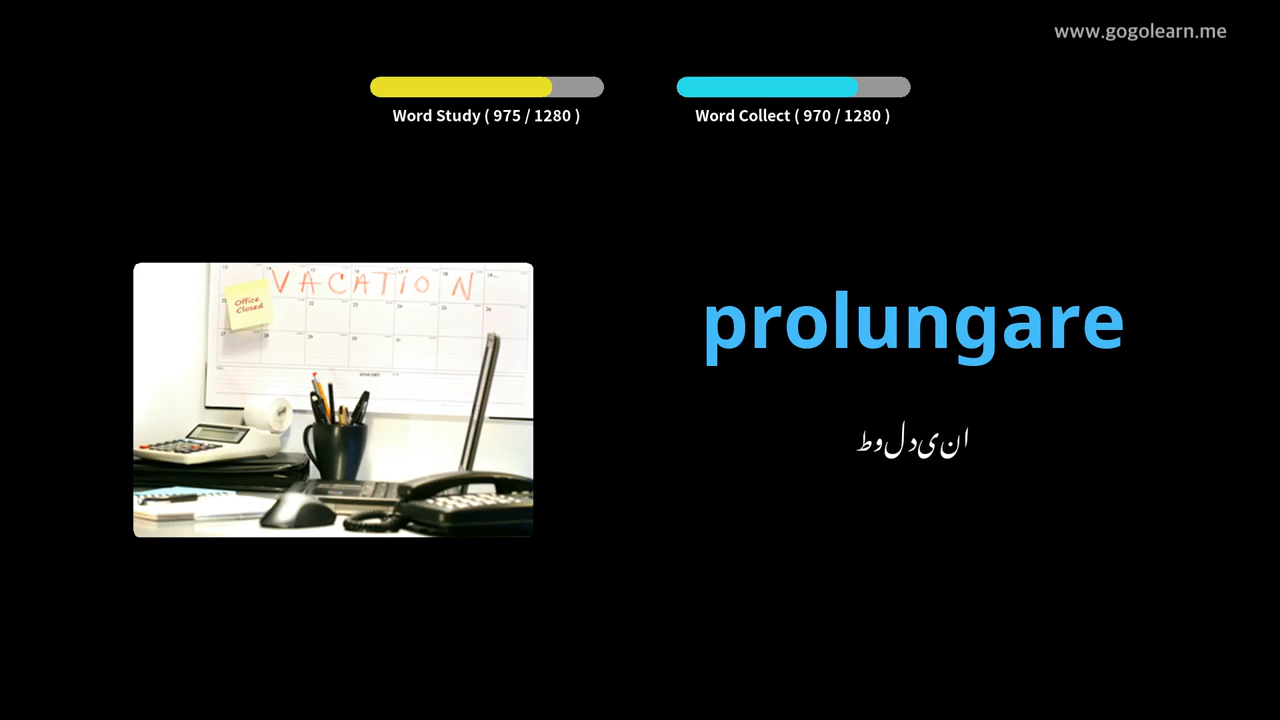 www.gogolearn.me
Word Study ( 975 / 1280 )
Word Collect ( 970 / 1280 )
VACATION
Office
Closed
prolungare
طول دینا